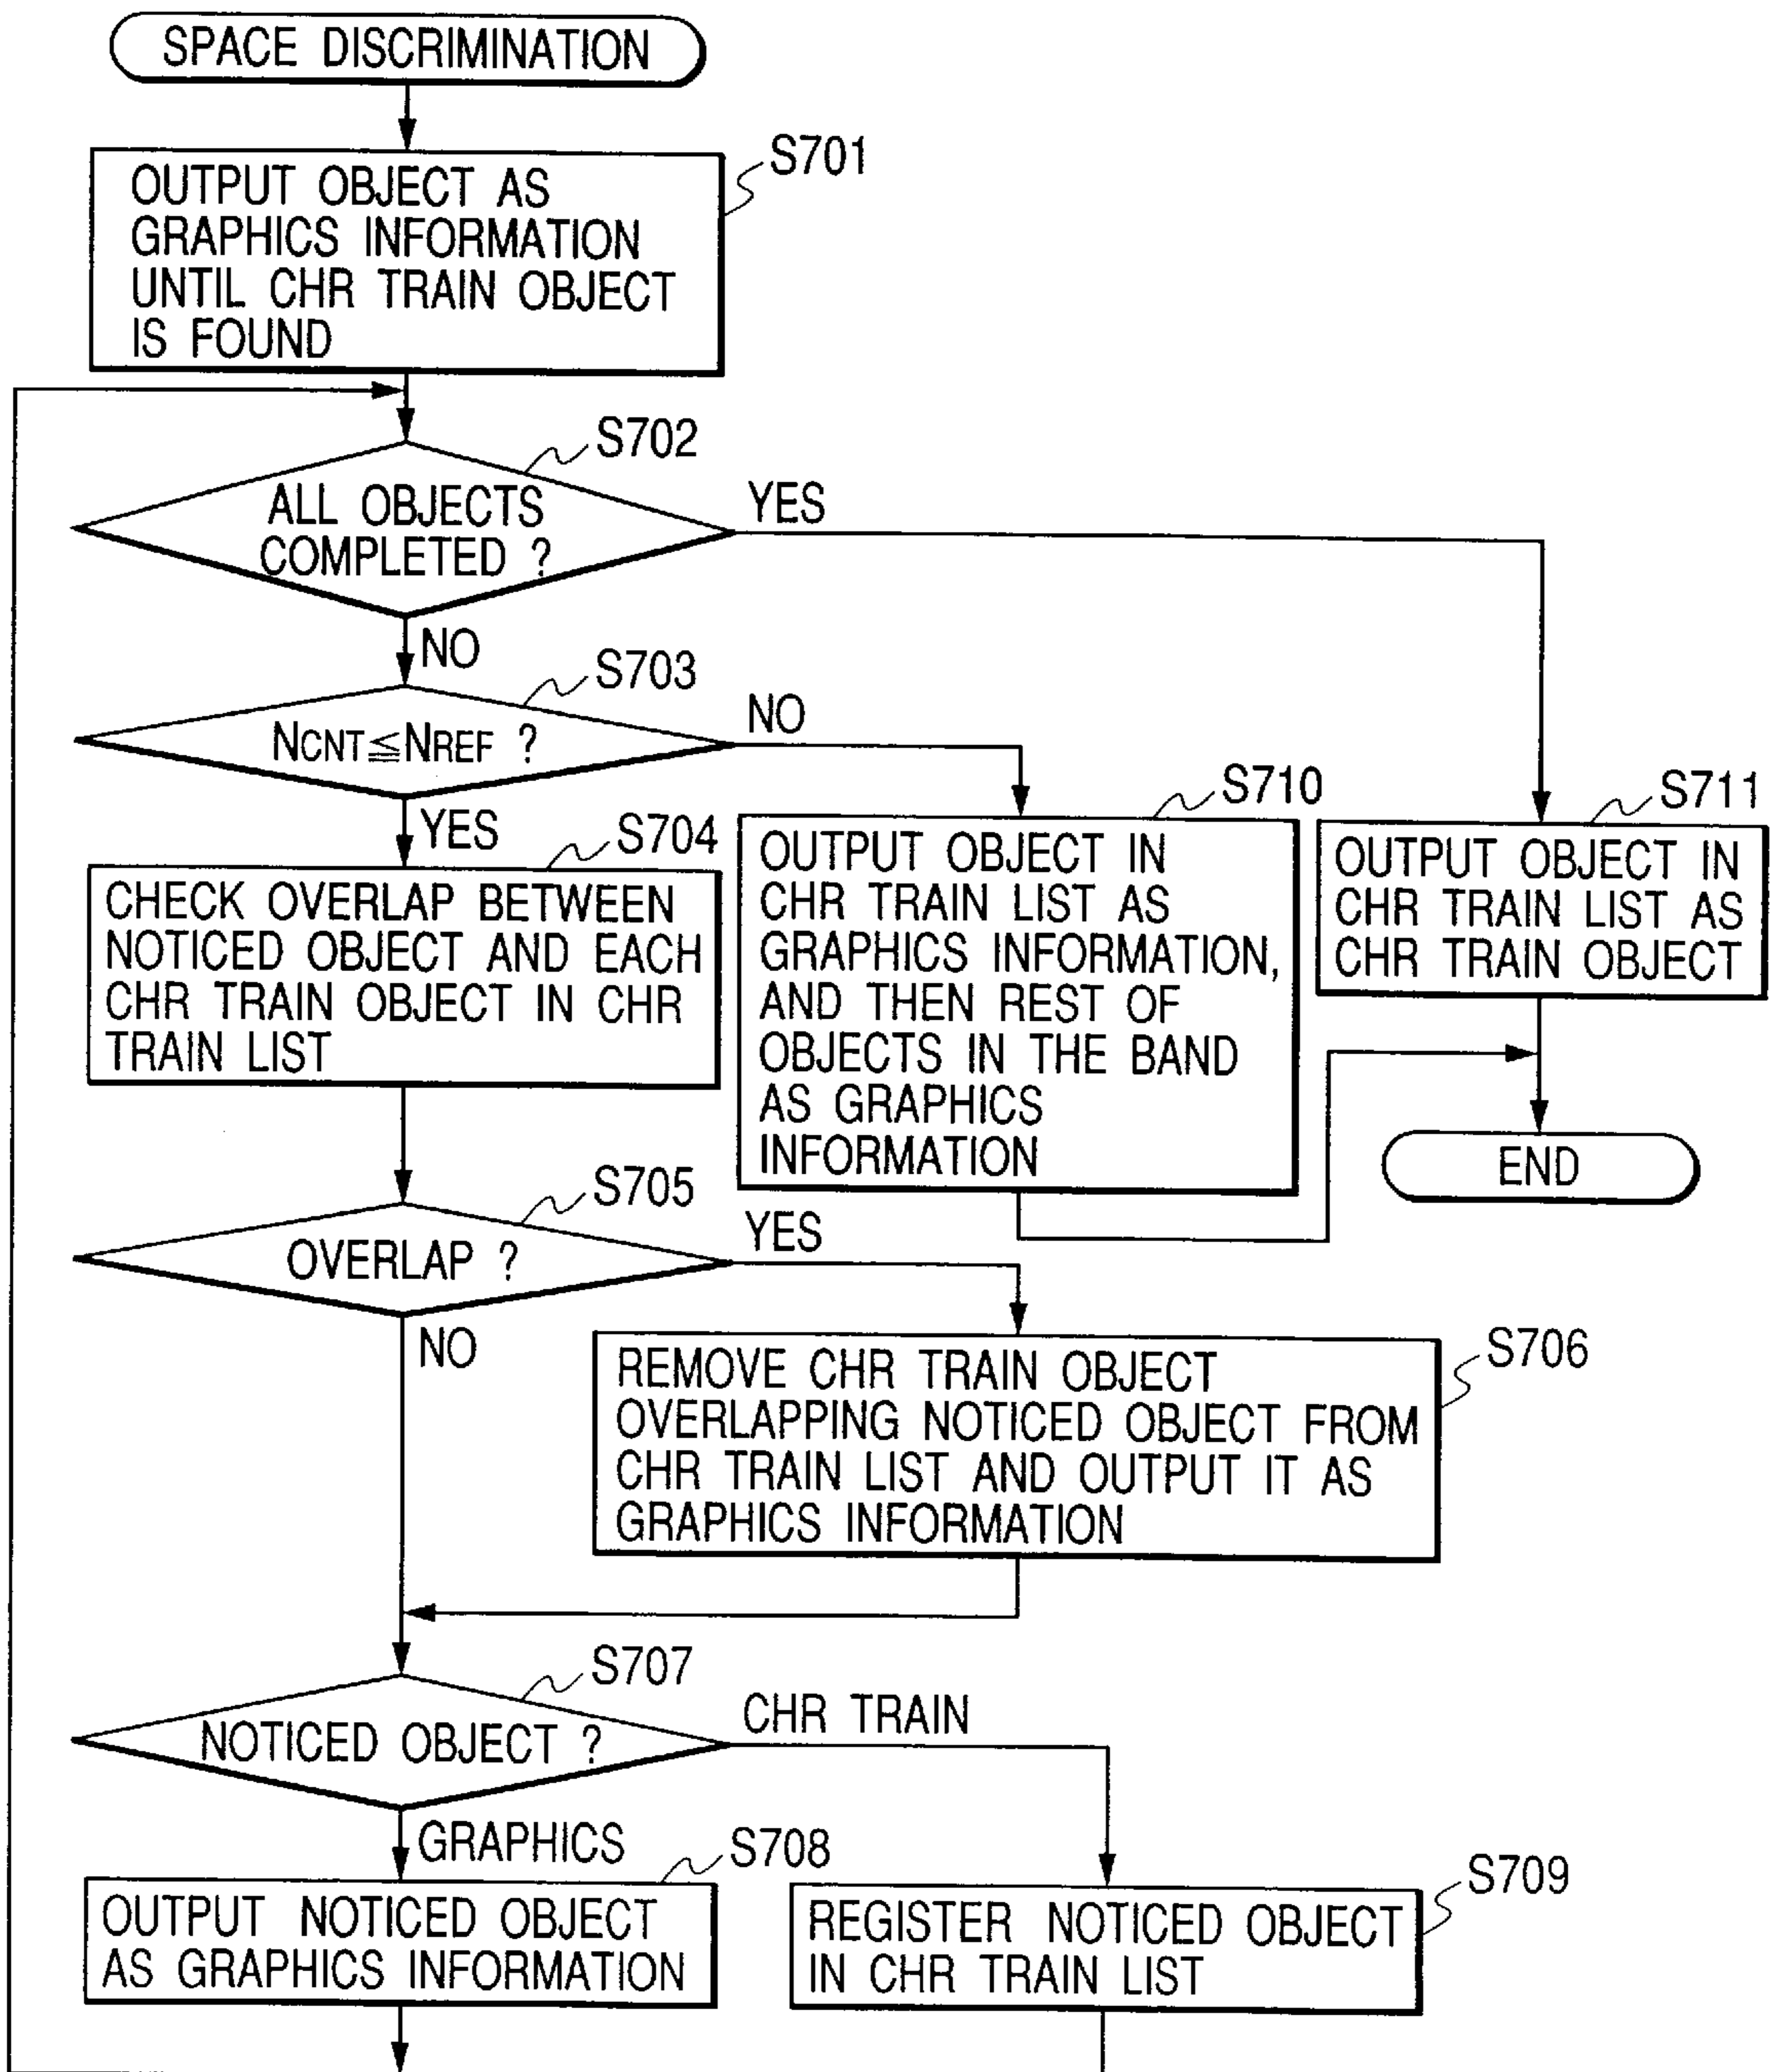 SPACE DISCRIMINATION
S701
OUTPUT OBJECT AS
GRAPHICS INFORMATION
UNTIL CHR TRAIN OBJECT
IS FOUND
S702
ALL OBJECTS
COMPLETED ?
YES
NO
S703
NCNT≦NREF ?
NO
YES
S704
CHECK OVERLAP BETWEEN
NOTICED OBJECT AND EACH
CHR TRAIN OBJECT IN CHR
TRAIN LIST
S710
OUTPUT OBJECT IN
CHR TRAIN LIST AS
GRAPHICS INFORMATION,
AND THEN REST OF
OBJECTS IN THE BAND
AS GRAPHICS
INFORMATION
S711
OUTPUT OBJECT IN
CHR TRAIN LIST AS
CHR TRAIN OBJECT
END
S705
OVERLAP ?
YES
NO
S706
REMOVE CHR TRAIN OBJECT
OVERLAPPING NOTICED OBJECT FROM
CHR TRAIN LIST AND OUTPUT IT AS
GRAPHICS INFORMATION
S707
NOTICED OBJECT ?
CHR TRAIN
GRAPHICS
S708
OUTPUT NOTICED OBJECT
AS GRAPHICS INFORMATION
S709
REGISTER NOTICED OBJECT
IN CHR TRAIN LIST